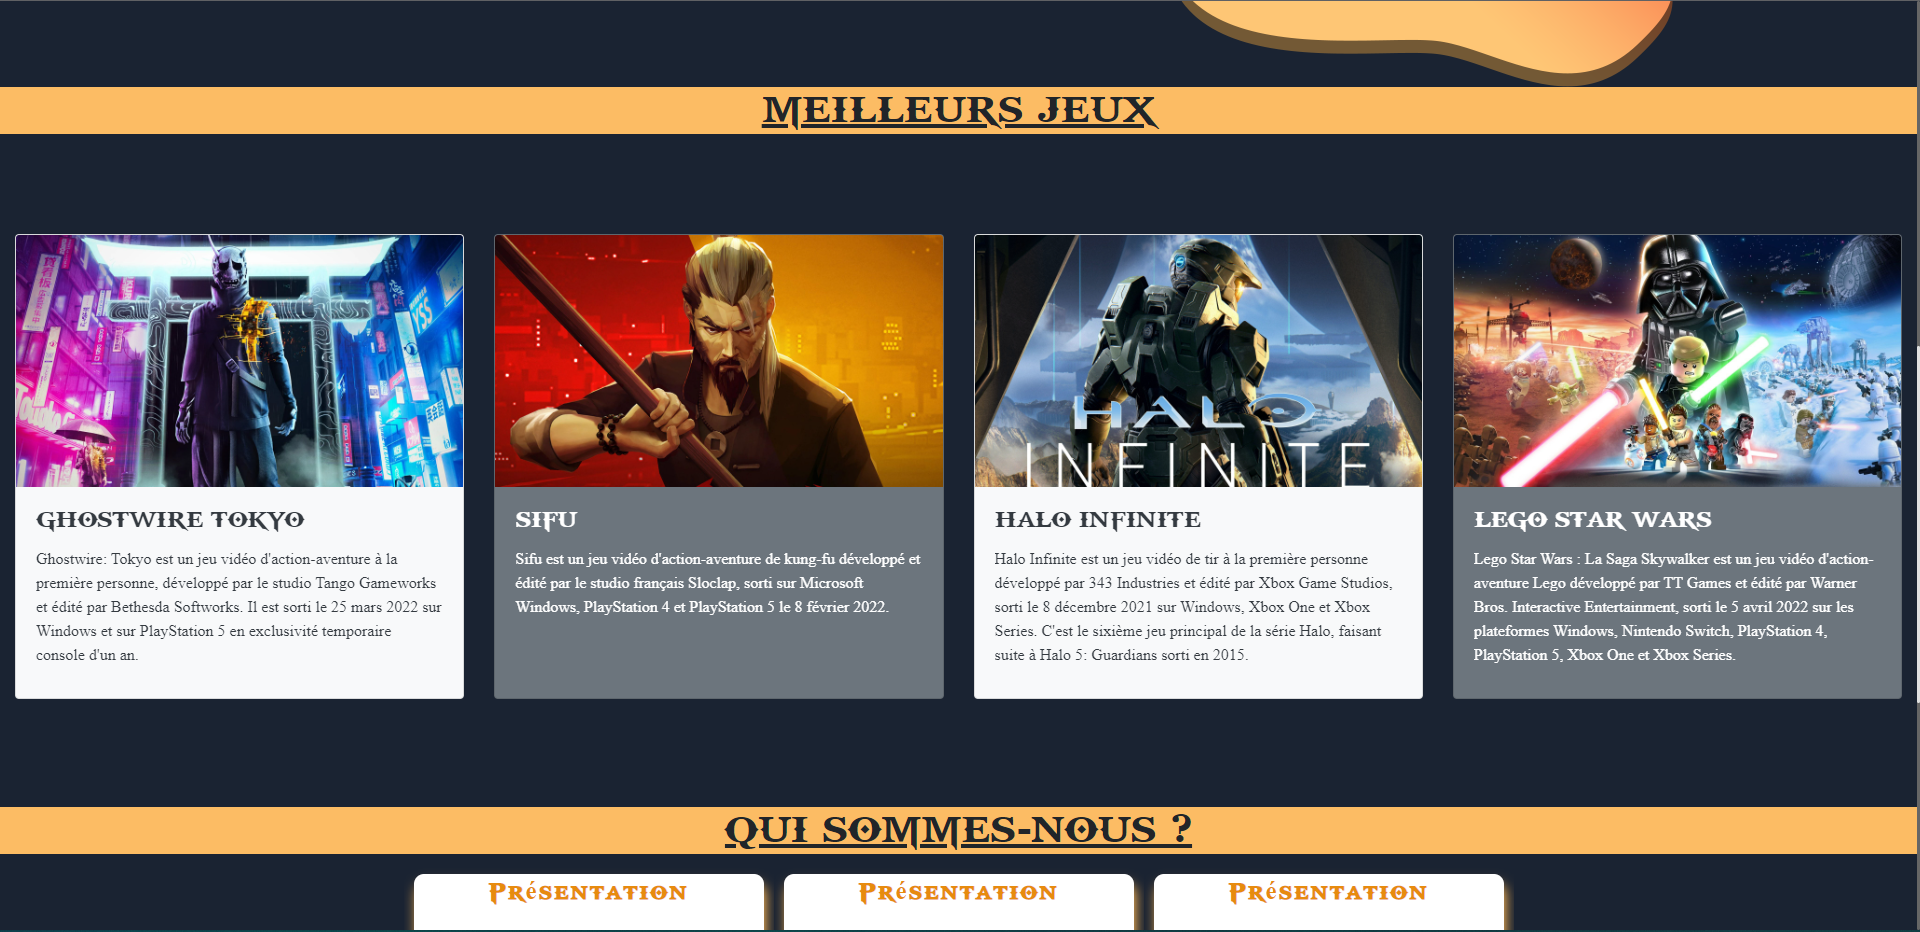 MEILLEURS JEUX
HALO
INFINITE
GHOSTWIRE TOKYO
Ghostwire: Tokyo est un jeu vidéo d'action-aventure à la
première personne, développé par le studio Tango Gameworks
et édité par Bethesda Softworks. Il est sorti le 25 mars 2022 sur
Windows et sur PlayStation 5 en exclusivité temporaire
console d'un an.
SIFU
Sifu est un jeu vidéo d'action-aventure de kung-fu développé et
édité par le studio français Sloclap, sorti sur Microsoft
Windows, PlayStation 4 et PlayStation 5 le 8 février 2022.
HALO INFINITE
Halo Infinite est un jeu vidéo de tir à la première personne
développé par 343 Industries et édité par Xbox Game Studios,
sorti le 8 décembre 2021 sur Windows, Xbox One et Xbox
Series. C'est le sixième jeu principal de la série Halo, faisant
suite à Halo 5: Guardians sorti en 2015.
LEGO STAR WARS
Lego Star Wars : La Saga Skywalker est un jeu vidéo d'action-
aventure Lego développé par TT Games et édité par Warner
Bros. Interactive Entertainment, sorti le 5 avril 2022 sur les
plateformes Windows, Nintendo Switch, PlayStation 4,
PlayStation 5, Xbox One et Xbox Series.
QUI SOMMES-NOUS ?
Présentation
Présentation
Présentation